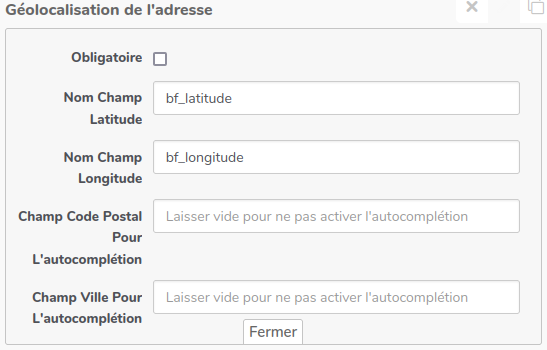 Géolocalisation de l'adresse
Obligatoire
Nom Champ
Latitude
bf_latitude
Nom Champ
Longitude
bf_longitude
Champ Code Postal
Pour
L'autocomplétion
Laisser vide pour ne pas activer l'autocomplétion
Champ Ville Pour
L'autocomplétion
Laisser vide pour ne pas activer l'autocomplétion
Fermer